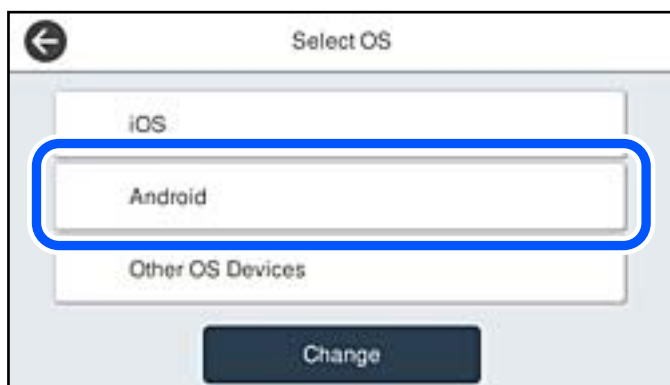 Select OS
iOS
Android
Other OS Devices
Change